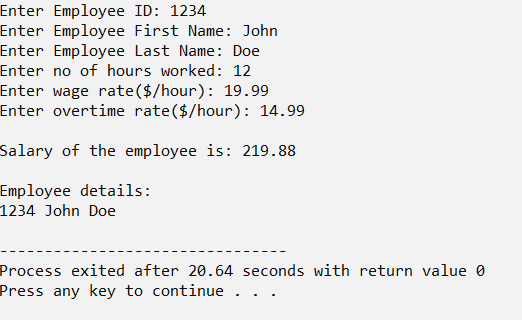 Enter Employee ID: 1234
Enter Employee First Name: John
Enter Employee Last Name: Doe
Enter no of hours worked: 12
Enter wage rate($/hour): 19.99
Enter overtime rate($/hour): 14.99
Salary of the employee is: 219.88
Employee details:
1234 John Doe
--------------------------------
Process exited after 20.64 seconds with return value 0
Press any key to continue . . .